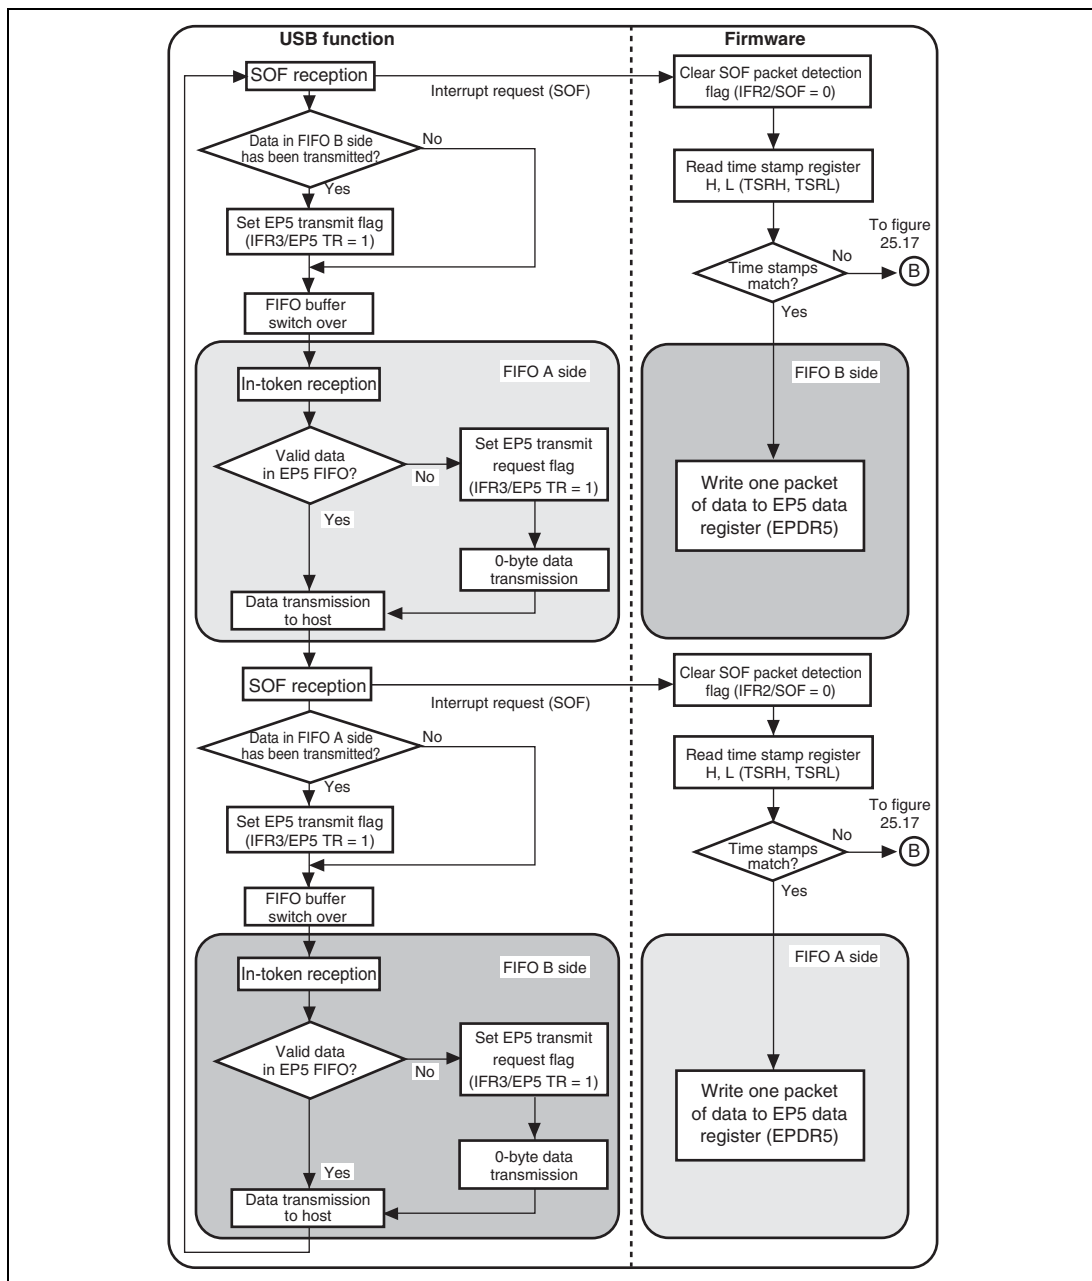 USB function
Firmware
SOF reception
Interrupt request (SOF)
Clear SOF packet detection
flag (IFR2/SOF = 0)
Data in FIFO B side
has been transmitted?
No
Yes
Read time stamp register
H, L (TSRH, TSRL)
Set EP5 transmit flag
(IFR3/EP5 TR = 1)
To figure
25.17
Time stamps
match?
No
B
Yes
FIFO buffer
switch over
FIFO A side
In-token reception
Valid data
in EP5 FIFO?
No
Yes
Set EP5 transmit
request flag
(IFR3/EP5 TR = 1)
0-byte data
transmission
Data transmission
to host
FIFO B side
Write one packet
of data to EP5 data
register (EPDR5)
SOF reception
Interrupt request (SOF)
Clear SOF packet detection
flag (IFR2/SOF = 0)
Data in FIFO A side
has been transmitted?
No
Yes
Read time stamp register
H, L (TSRH, TSRL)
Set EP5 transmit flag
(IFR3/EP5 TR = 1)
To figure
25.17
Time stamps
match?
No
B
Yes
FIFO buffer
switch over
FIFO B side
In-token reception
Valid data
in EP5 FIFO?
No
Yes
Set EP5 transmit
request flag
(IFR3/EP5 TR = 1)
0-byte data
transmission
Data transmission
to host
FIFO A side
Write one packet
of data to EP5 data
register (EPDR5)